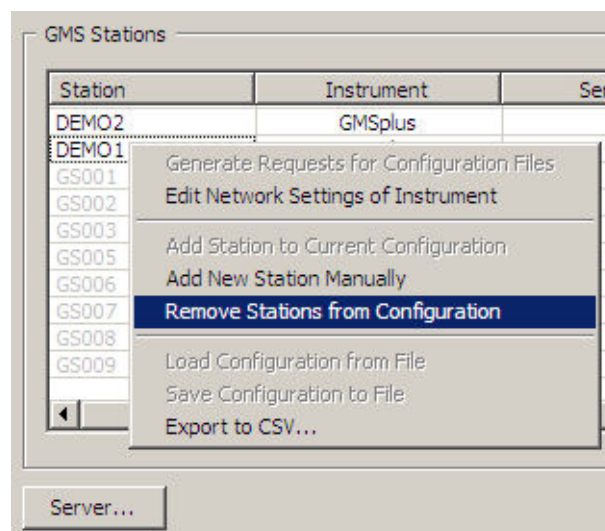 GMS Stations
Station Instrument Ser
DEMO2 GMSplus
DEMO1
Generate Requests for Configuration Files
GS001
Edit Network Settings of Instrument
GS002
GS003
Add Station to Current Configuration
GS005
Add New Station Manually
GS006
Remove Stations from Configuration
GS007
GS008
Load Configuration from File
GS009
Save Configuration to File
Export to CSV...
Server...